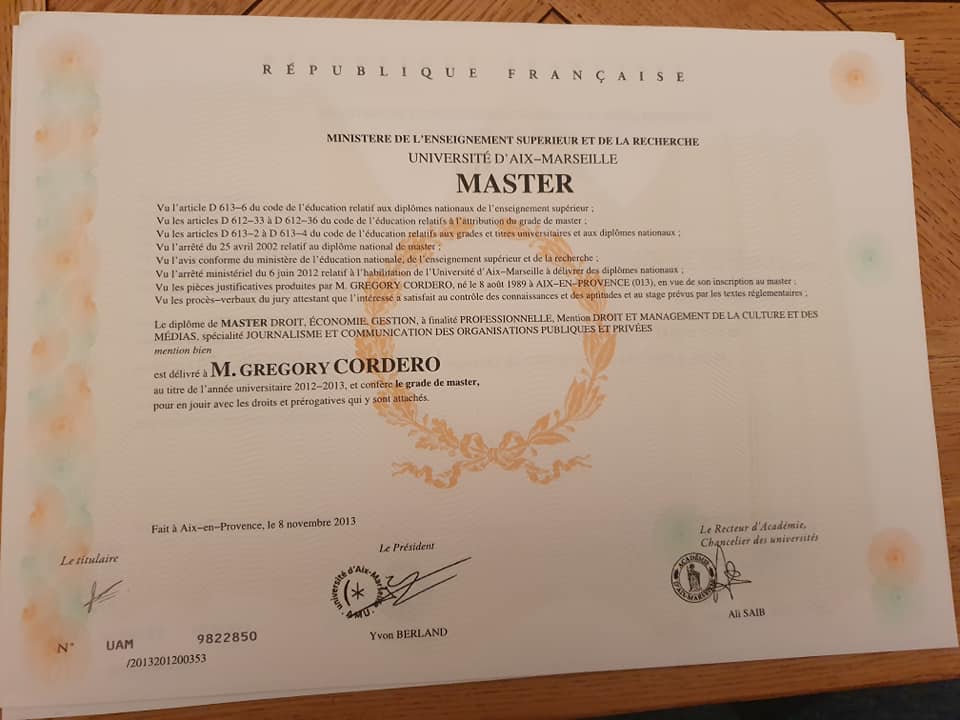 RÉPUBLIQUE FRANÇAISE
MINISTERE DE L'ENSEIGNEMENT SUPERIEUR ET DE LA RECHERCHE
UNIVERSITÉ D'AIX–MARSEILLE
MASTER
Vu l'article D 613–6 du code de l'éducation relatif aux diplômes nationaux de l'enseignement supérieur ;
Vu les articles D 612–33 à D 612–36 du code de l'éducation relatifs à l'attribution du grade de master ;
Vu les articles D 613–2 à D 613–4 du code de l'éducation relatifs aux grades et titres universitaires et aux diplômes nationaux ;
Vu l'arrêté du 25 avril 2002 relatif au diplôme national de master ;
Vu l'avis conforme du ministère de l'éducation nationale, de l'enseignement supérieur et de la recherche ;
Vu l'arrêté ministériel du 6 juin 2012 relatif à l'habilitation de l'Université d'Aix–Marseille à délivrer des diplômes nationaux ;
Vu les pièces justificatives produites par M. GREGORY CORDERO, né le 8 août 1989 à AIX–EN–PROVENCE (013), en vue de son inscription au master ;
Vu les procès–verbaux du jury attestant que l'intéressé a satisfait au contrôle des connaissances et des aptitudes et au stage prévus par les textes réglementaires ;
Le diplôme de MASTER DROIT, ÉCONOMIE, GESTION, à finalité PROFESSIONNELLE, Mention DROIT ET MANAGEMENT DE LA CULTURE ET DES
MÉDIAS, spécialité JOURNALISME ET COMMUNICATION DES ORGANISATIONS PUBLIQUES ET PRIVÉES
mention bien
est délivré à M. GREGORY CORDERO
au titre de l'année universitaire 2012–2013, et confère le grade de master,
pour en jouir avec les droits et prérogatives qui y sont attachés.
Fait à Aix–en–Provence, le 8 novembre 2013
Le titulaire
Le Président
Le Recteur d'Académie,
Chancelier des universités
université d'Aix-Marseille
AMU
ACADÉMIE
D'AIX-MARSEILLE
Yvon BERLAND
Ali SAIB
N° UAM 9822850
/2013201200353